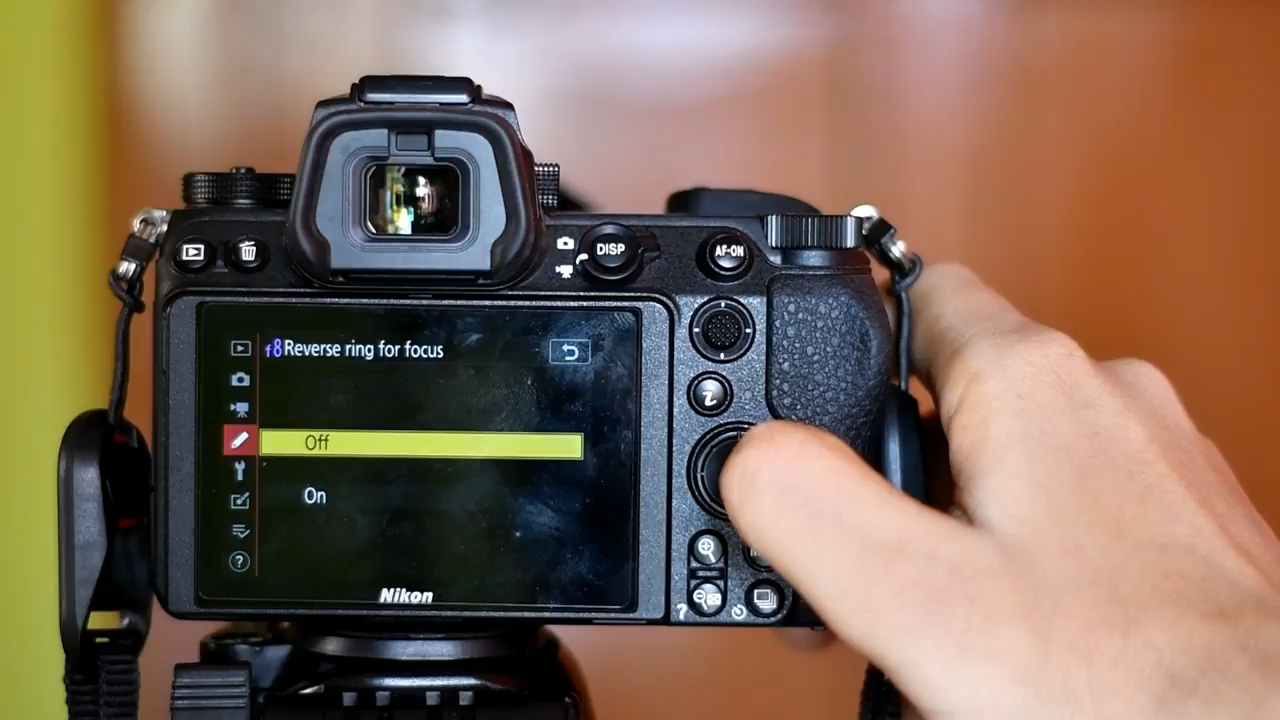 DISP
AF-ON
f8 Reverse ring for focus
Off
i
On
?
Nikon
?